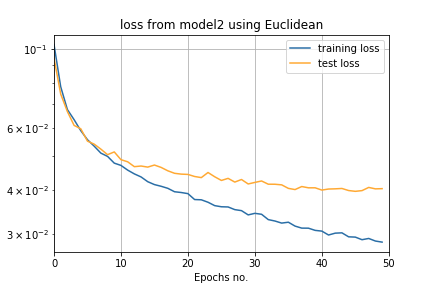 loss from model2 using Euclidean
training loss
test loss
10⁻¹
6 × 10⁻²
4 × 10⁻²
3 × 10⁻²
0 10 20 30 40 50
Epochs no.